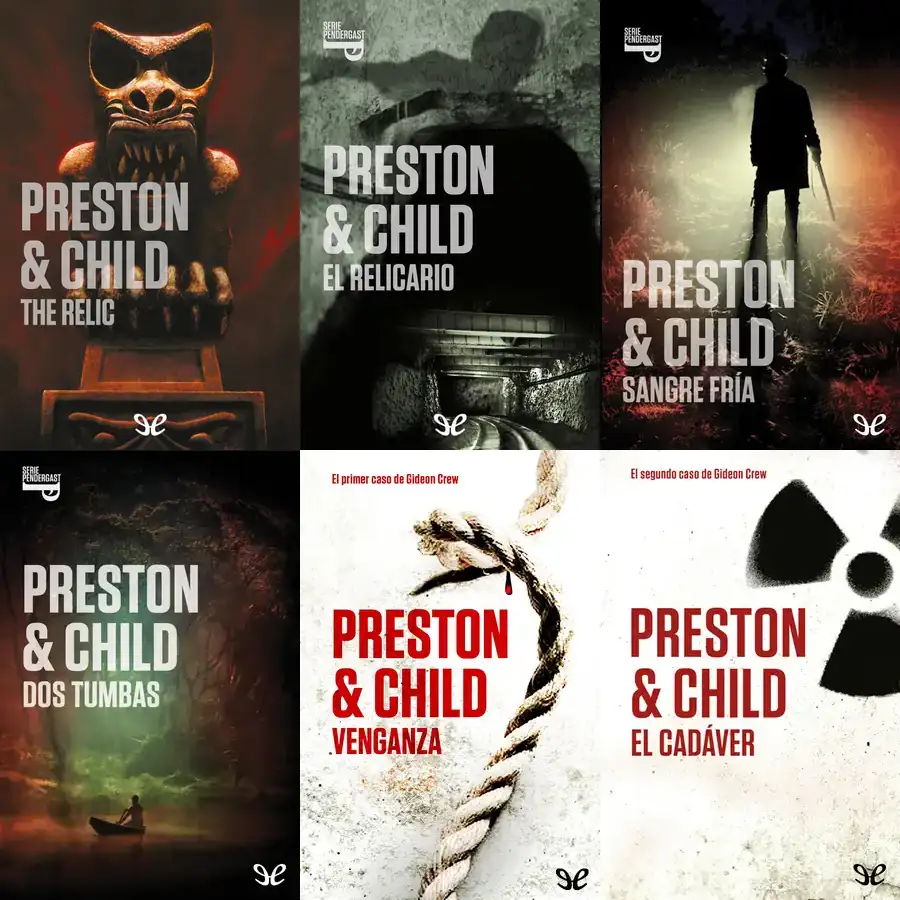 PRESTON
& CHILD
THE RELIC
SERIE
PENDERGAST
PRESTON
& CHILD
EL RELICARIO
SERIE
PENDERGAST
PRESTON
& CHILD
SANGRE FRÍA
SERIE
PENDERGAST
PRESTON
& CHILD
DOS TUMBAS
El primer caso de Gideon Crew
PRESTON
& CHILD
VENGANZA
El segundo caso de Gideon Crew
PRESTON
& CHILD
EL CADÁVER